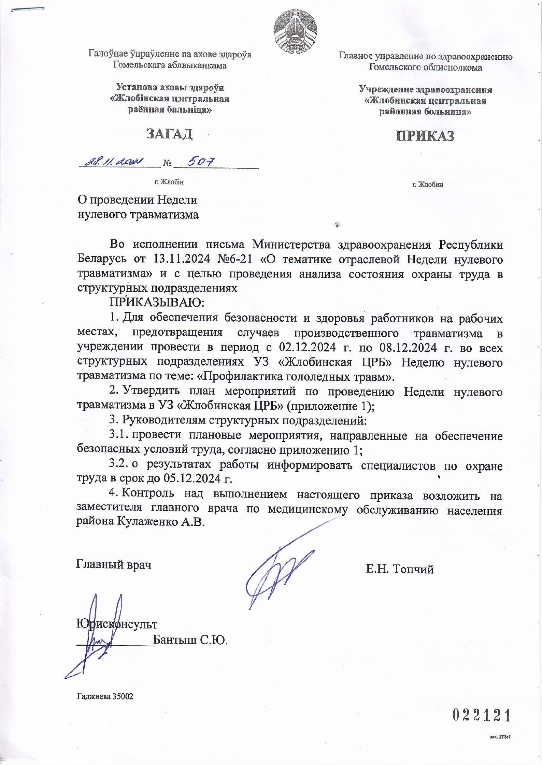 Галоўнае ўпраўленне па ахове здароўя
Гомельскага аблвыканкама
Установа аховы здароўя
«Жлобінская цэнтральная
раённая бальніца»
ЗАГАД
Главное управление по здравоохранению
Гомельского облисполкома
Учреждение здравоохранения
«Жлобинская центральная
районная больница»
ПРИКАЗ
28.11.2024 № 507
г. Жлобін
г. Жлобин
О проведении Недели
нулевого травматизма
Во исполнении письма Министерства здравоохранения Республики
Беларусь от 13.11.2024 №6-21 «О тематике отраслевой Недели нулевого
травматизма» и с целью проведения анализа состояния охраны труда в
структурных подразделениях
ПРИКАЗЫВАЮ:
1. Для обеспечения безопасности и здоровья работников на рабочих
местах, предотвращения случаев производственного травматизма в
учреждении провести в период с 02.12.2024 г. по 08.12.2024 г. во всех
структурных подразделениях УЗ «Жлобинская ЦРБ» Неделю нулевого
травматизма по теме: «Профилактика гололедных травм».
2. Утвердить план мероприятий по проведению Недели нулевого
травматизма в УЗ «Жлобинская ЦРБ» (приложение 1);
3. Руководителям структурных подразделений:
3.1. провести плановые мероприятия, направленные на обеспечение
безопасных условий труда, согласно приложению 1;
3.2. о результатах работы информировать специалистов по охране
труда в срок до 05.12.2024 г.
4. Контроль над выполнением настоящего приказа возложить на
заместителя главного врача по медицинскому обслуживанию населения
района Кулаженко А.В.
Главный врач
Е.Н. Топчий
Юрисконсульт
Бантыш С.Ю.
Гаджиева 35002
022121